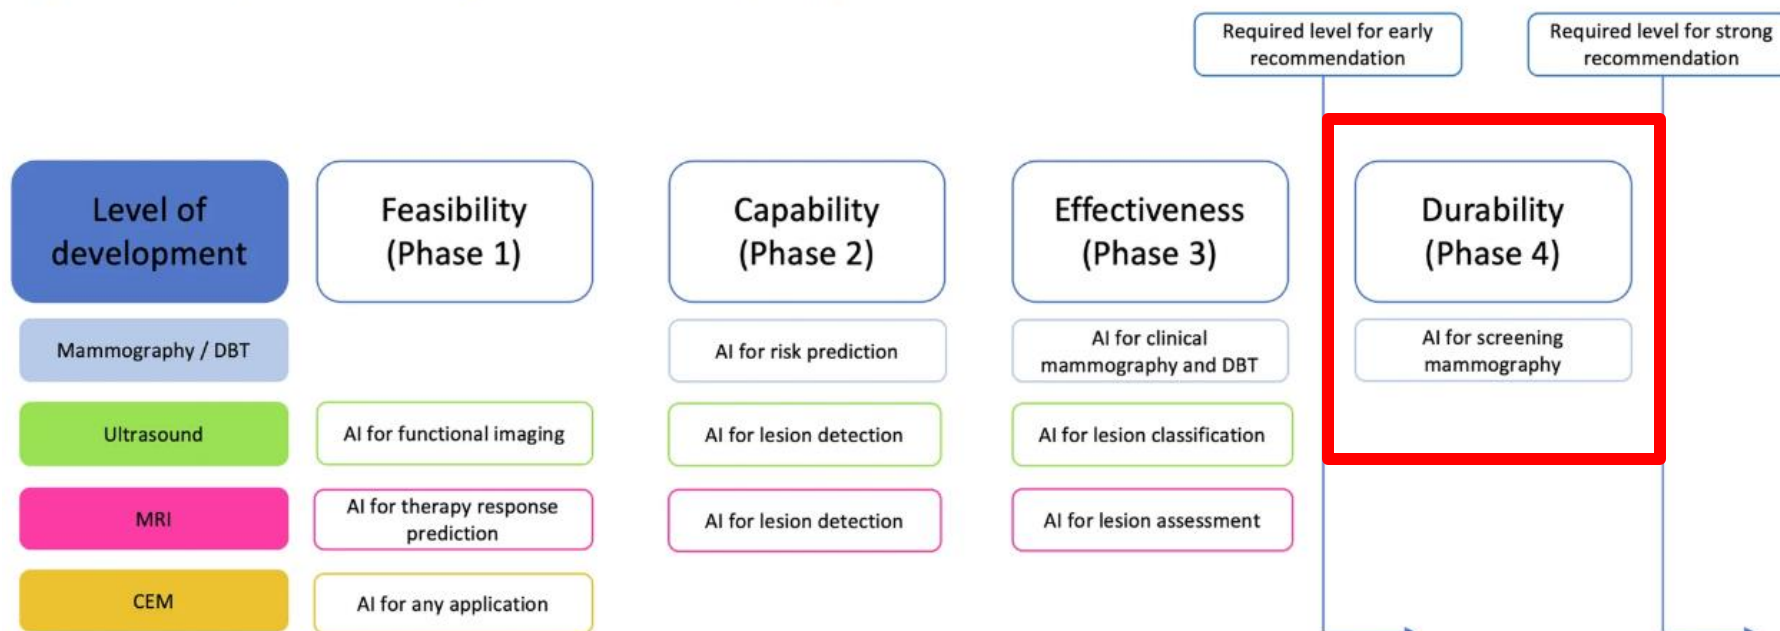 Required level for early
recommendation
Required level for strong
recommendation
Level of
development
Feasibility
(Phase 1)
Capability
(Phase 2)
Effectiveness
(Phase 3)
Durability
(Phase 4)
Mammography / DBT
AI for risk prediction
AI for clinical
mammography and DBT
AI for screening
mammography
Ultrasound
AI for functional imaging
AI for lesion detection
AI for lesion classification
MRI
AI for therapy response
prediction
AI for lesion detection
AI for lesion assessment
CEM
AI for any application